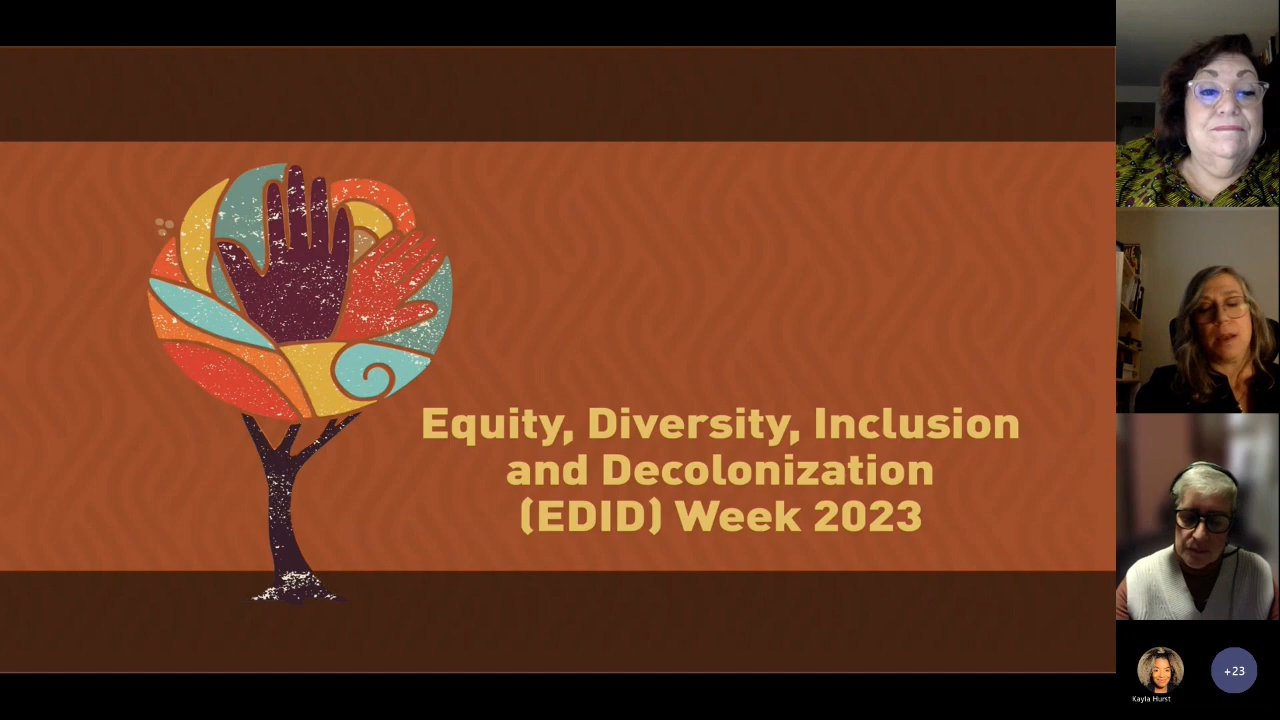 Equity, Diversity, Inclusion
and Decolonization
(EDID) Week 2023
+23
Kayla Hurst